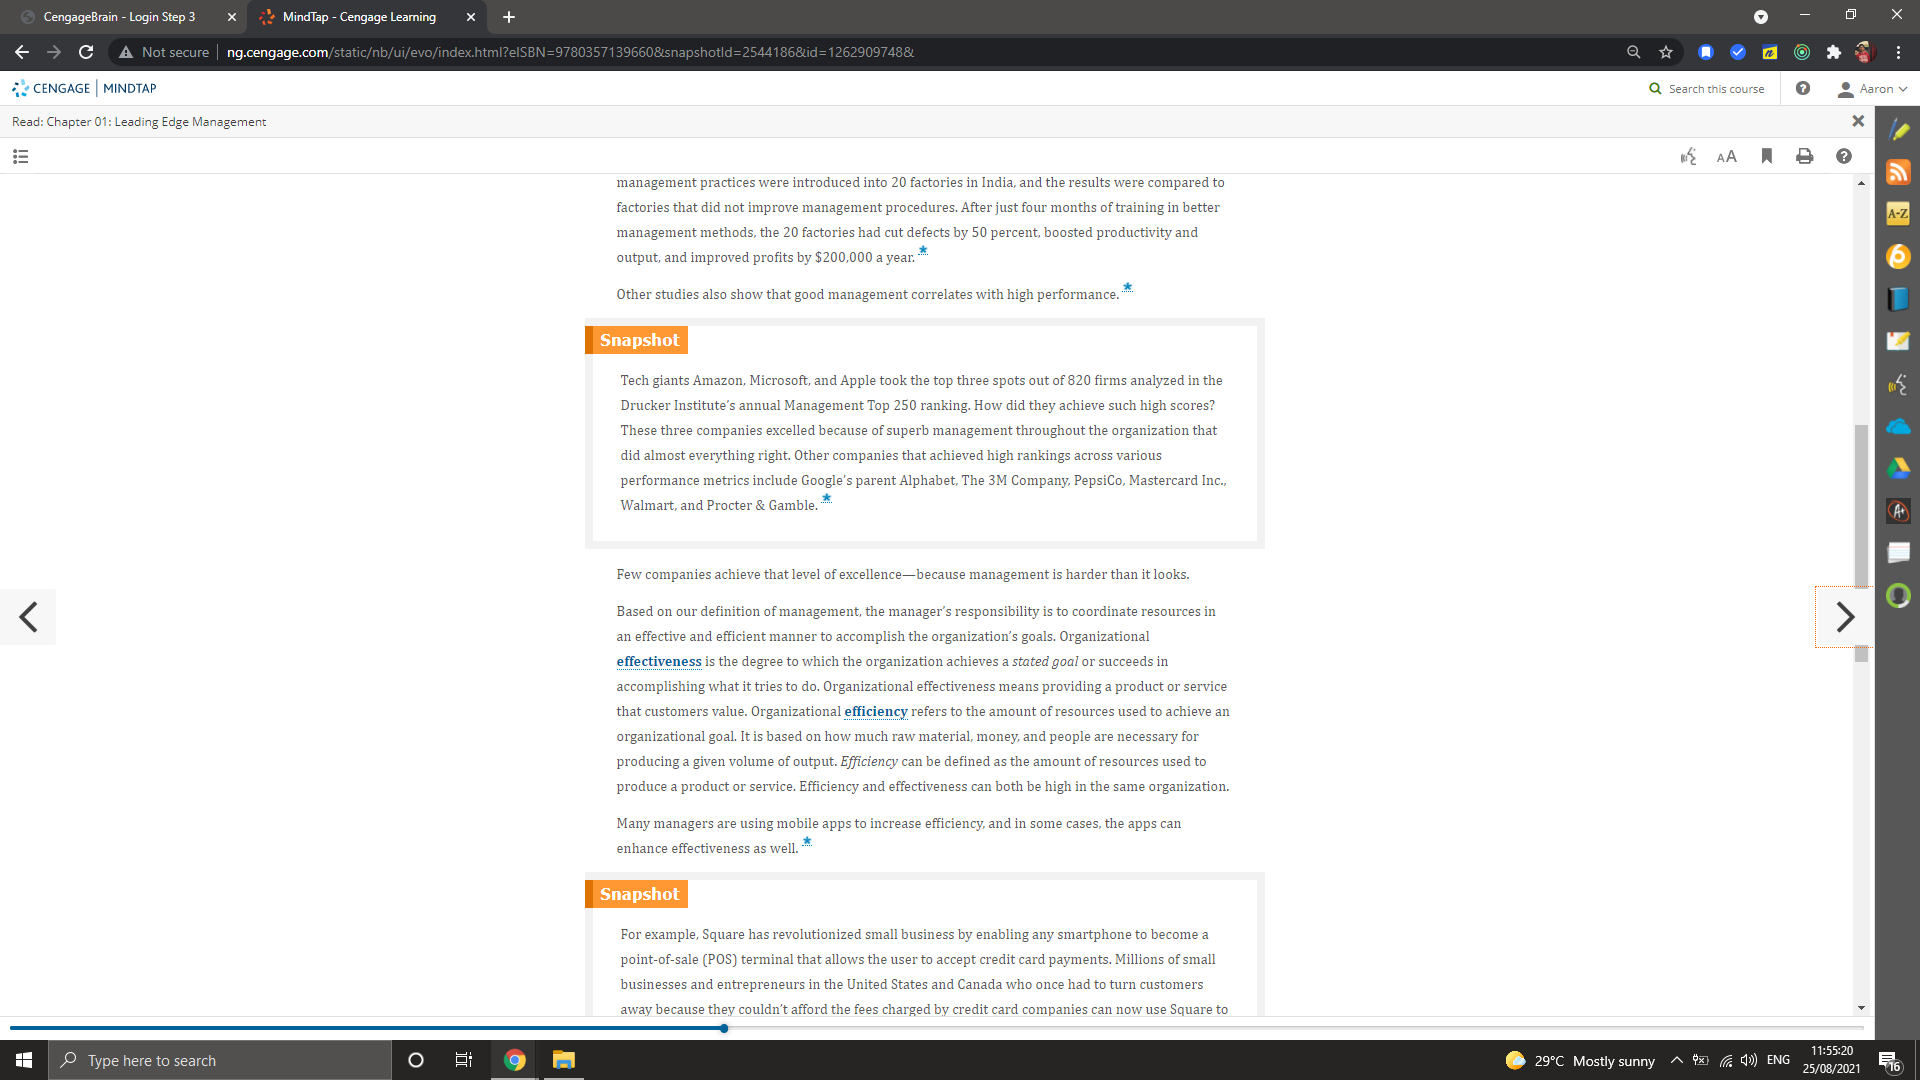 CengageBrain - Login Step 3
MindTap - Cengage Learning
Not secure
ng.cengage.com/static/nb/ui/evo/index.html?eISBN=9780357139660&snapshotId=2544186&id=1262909748&
CENGAGE | MINDTAP
Search this course
Aaron
Read: Chapter 01: Leading Edge Management
AA
A-Z
A+
management practices were introduced into 20 factories in India, and the results were compared to
factories that did not improve management procedures. After just four months of training in better
management methods, the 20 factories had cut defects by 50 percent, boosted productivity and
output, and improved profits by $200,000 a year. *
Other studies also show that good management correlates with high performance. *
Snapshot
Tech giants Amazon, Microsoft, and Apple took the top three spots out of 820 firms analyzed in the
Drucker Institute's annual Management Top 250 ranking. How did they achieve such high scores?
These three companies excelled because of superb management throughout the organization that
did almost everything right. Other companies that achieved high rankings across various
performance metrics include Google's parent Alphabet, The 3M Company, PepsiCo, Mastercard Inc.,
Walmart, and Procter & Gamble. *
Few companies achieve that level of excellence—because management is harder than it looks.
Based on our definition of management, the manager's responsibility is to coordinate resources in
an effective and efficient manner to accomplish the organization's goals. Organizational
effectiveness is the degree to which the organization achieves a stated goal or succeeds in
accomplishing what it tries to do. Organizational effectiveness means providing a product or service
that customers value. Organizational efficiency refers to the amount of resources used to achieve an
organizational goal. It is based on how much raw material, money, and people are necessary for
producing a given volume of output. Efficiency can be defined as the amount of resources used to
produce a product or service. Efficiency and effectiveness can both be high in the same organization.
Many managers are using mobile apps to increase efficiency, and in some cases, the apps can
enhance effectiveness as well. *
Snapshot
For example, Square has revolutionized small business by enabling any smartphone to become a
point-of-sale (POS) terminal that allows the user to accept credit card payments. Millions of small
businesses and entrepreneurs in the United States and Canada who once had to turn customers
away because they couldn't afford the fees charged by credit card companies can now use Square to
Type here to search
29°C Mostly sunny
ENG
11:55:20
25/08/2021
16